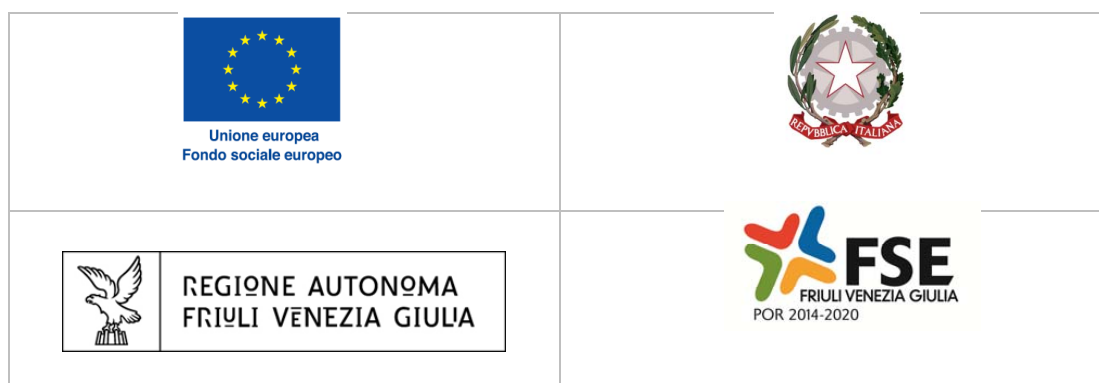 Unione europea
Fondo sociale europeo
REPVBBLICA ITALIANA
REGIONE AUTONOMA
FRIULI VENEZIA GIULIA
FSE
FRIULI VENEZIA GIULIA
POR 2014-2020